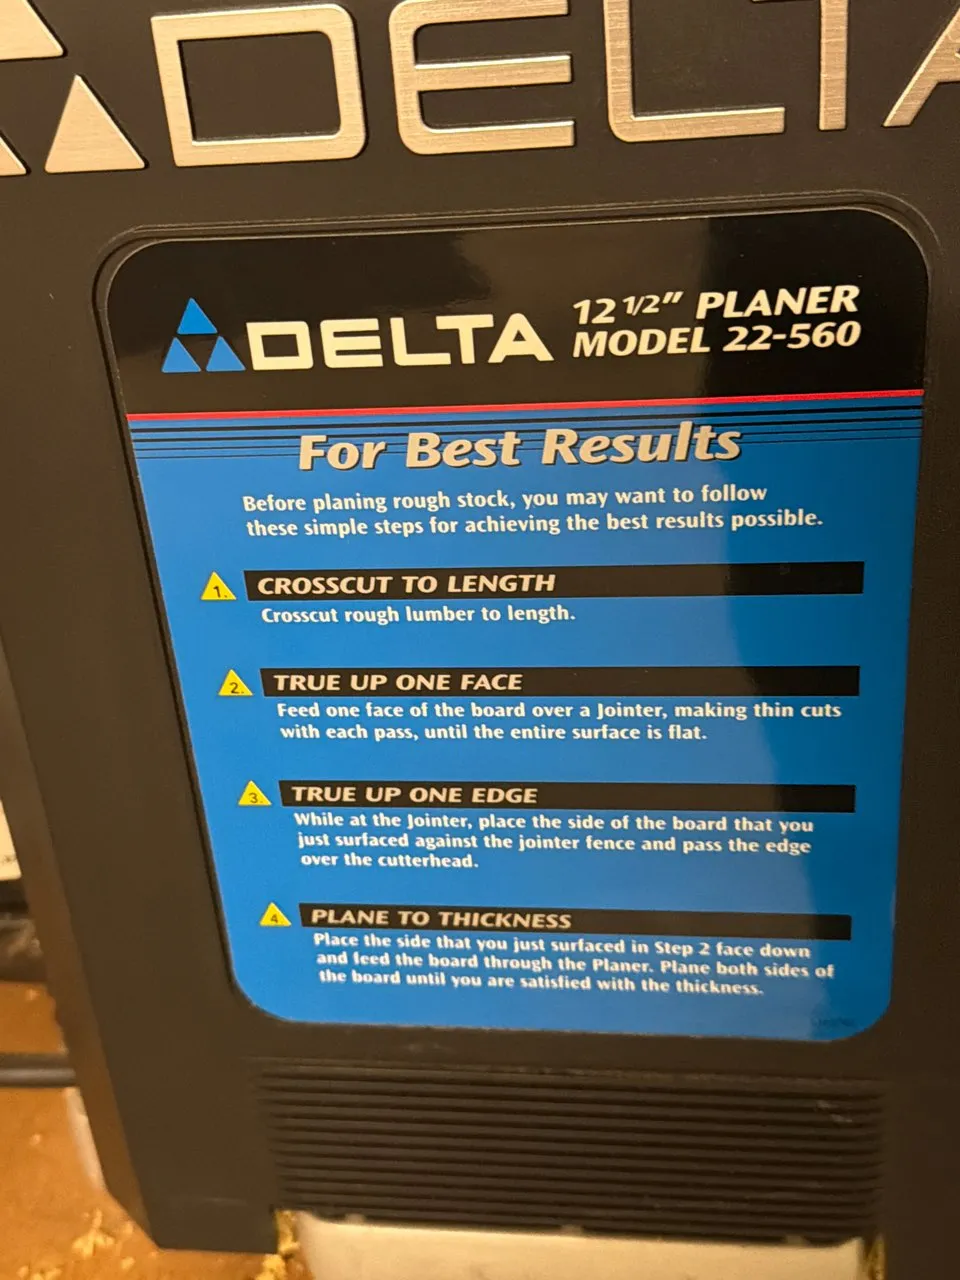 DELTA
DELTA
12 1/2" PLANER
MODEL 22-560
For Best Results
Before planing rough stock, you may want to follow
these simple steps for achieving the best results possible.
1. CROSSCUT TO LENGTH
Crosscut rough lumber to length.
2. TRUE UP ONE FACE
Feed one face of the board over a Jointer, making thin cuts
with each pass, until the entire surface is flat.
3. TRUE UP ONE EDGE
While at the Jointer, place the side of the board that you
just surfaced against the jointer fence and pass the edge
over the cutterhead.
4. PLANE TO THICKNESS
Place the side that you just surfaced in Step 2 face down
and feed the board through the Planer. Plane both sides of
the board until you are satisfied with the thickness.